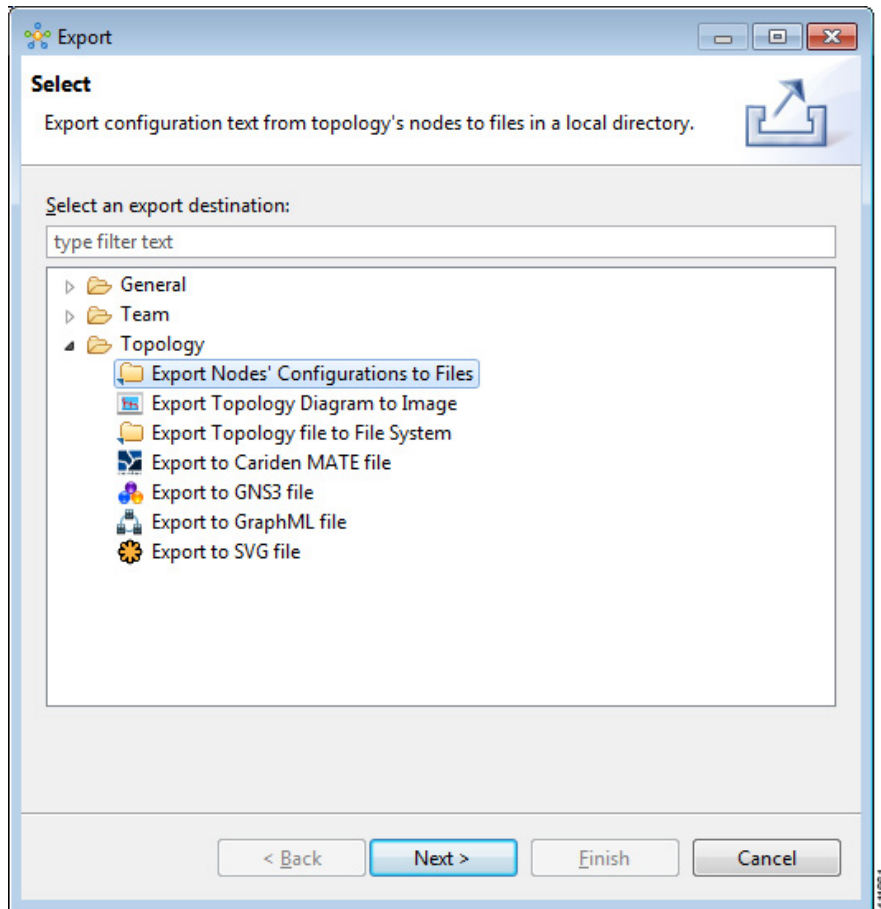 Export
Select
Export configuration text from topology's nodes to files in a local directory.
Select an export destination:
type filter text
General
Team
Topology
Export Nodes' Configurations to Files
Export Topology Diagram to Image
Export Topology file to File System
Export to Cariden MATE file
Export to GNS3 file
Export to GraphML file
Export to SVG file
< Back
Next >
Finish
Cancel